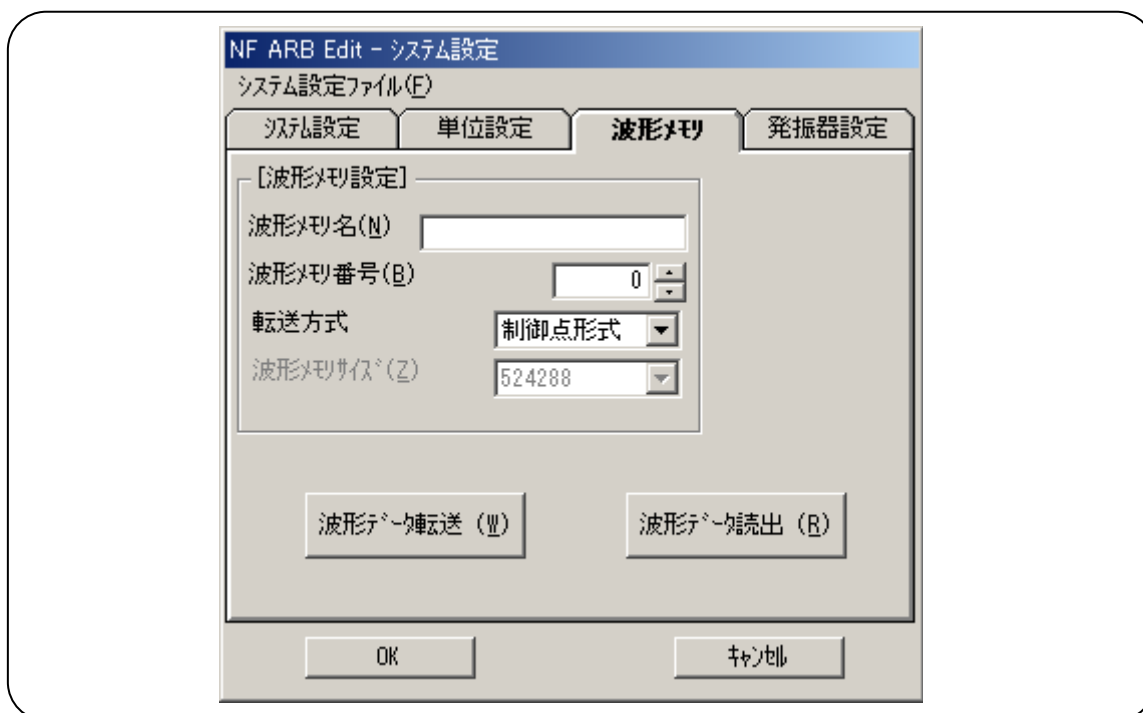 NF ARB Edit - システム設定
システム設定ファイル(F)
システム設定 単位設定 波形メモリ 発振器設定
[波形メモリ設定]
波形メモリ名(N)
波形メモリ番号(B) 0
転送方式 制御点形式
波形メモリサイズ(Z) 524288
波形データ転送 (W) 波形データ読出 (R)
OK キャンセル